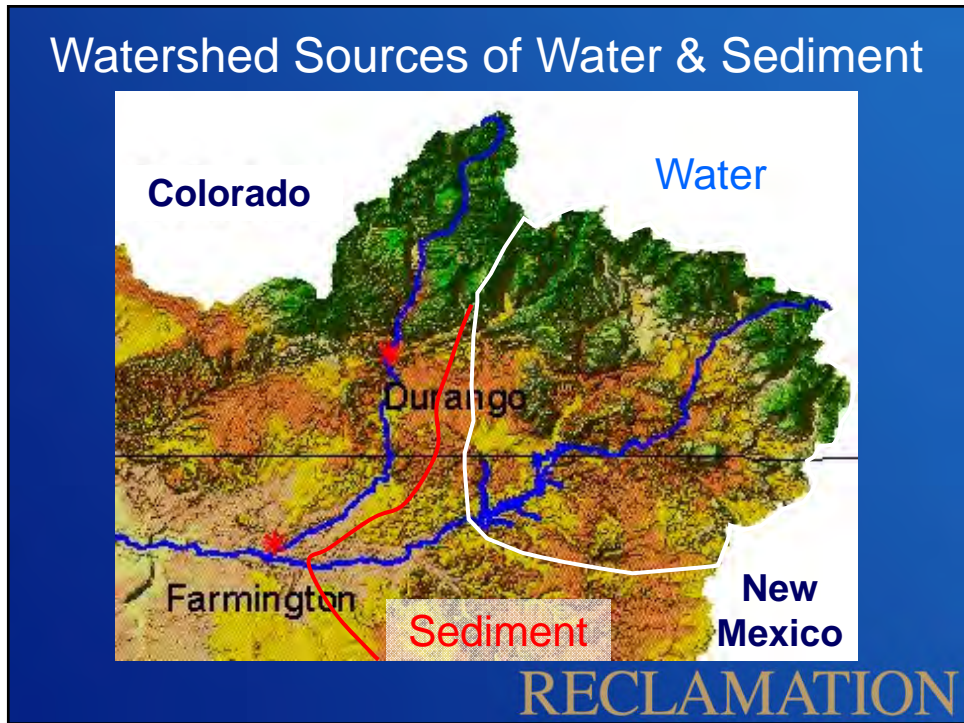 Watershed Sources of Water & Sediment
Colorado
Water
Durango
Farmington
Sediment
New
Mexico
RECLAMATION